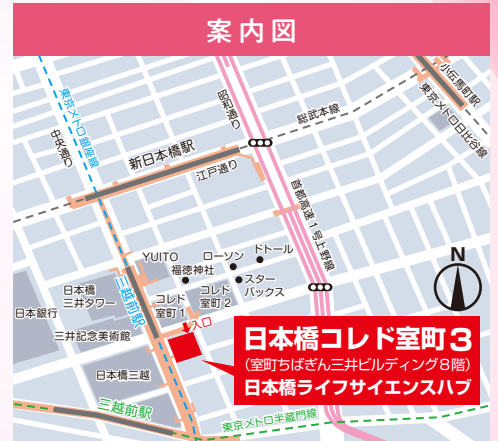 案内図
小伝馬町駅
東京メトロ日比谷線
東京メトロ銀座線
中央通り
昭和通り
総武本線
新日本橋駅
江戸通り
首都高速1号上野線
YUITO
福徳神社
ローソン
ドトール
スター
バックス
コレド
室町1
コレド
室町2
三越前駅
日本橋
三井タワー
日本銀行
三井記念美術館
入口
日本橋三越
N
日本橋コレド室町3
(室町ちばぎん三井ビルディング8階)
日本橋ライフサイエンスハブ
三越前駅
東京メトロ半蔵門線